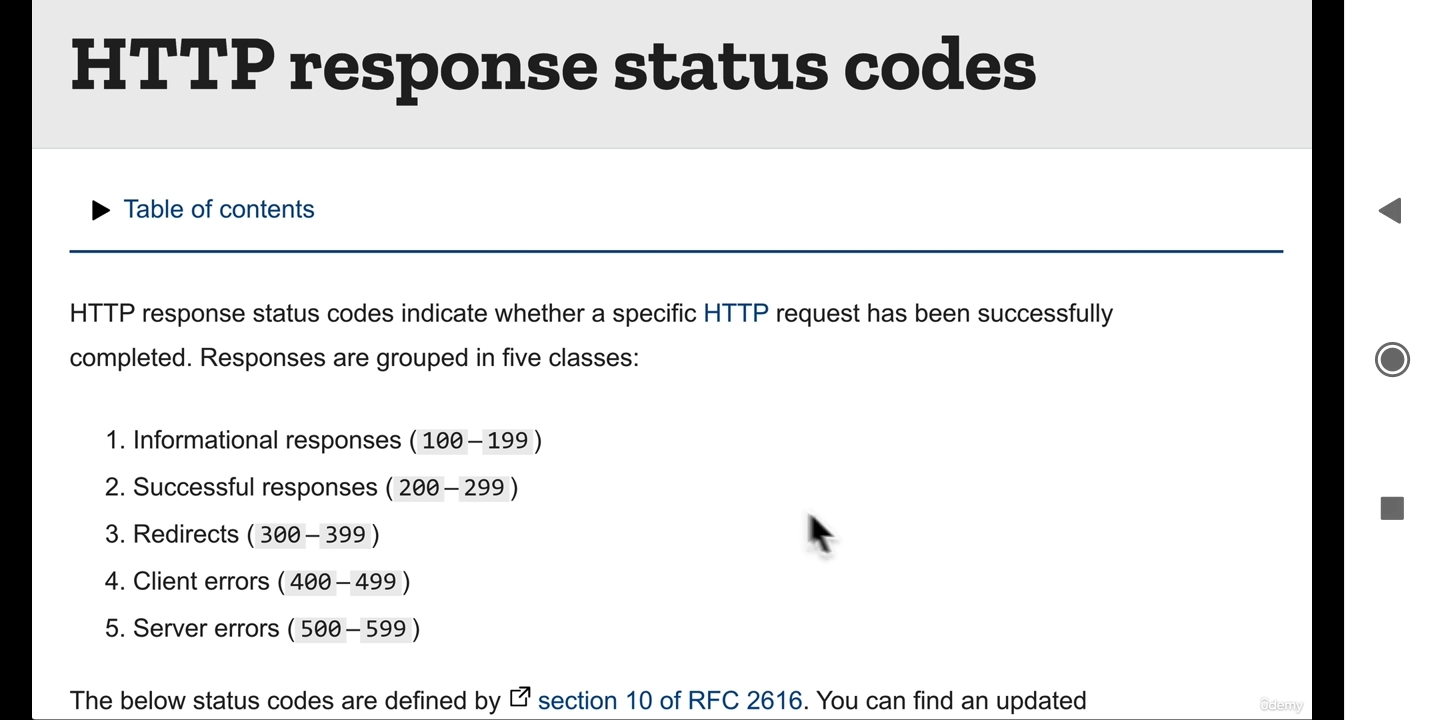 HTTP response status codes
Table of contents
HTTP response status codes indicate whether a specific HTTP request has been successfully
completed. Responses are grouped in five classes:
1. Informational responses (100–199)
2. Successful responses (200–299)
3. Redirects (300–399)
4. Client errors (400–499)
5. Server errors (500–599)
The below status codes are defined by section 10 of RFC 2616. You can find an updated
ûdemy